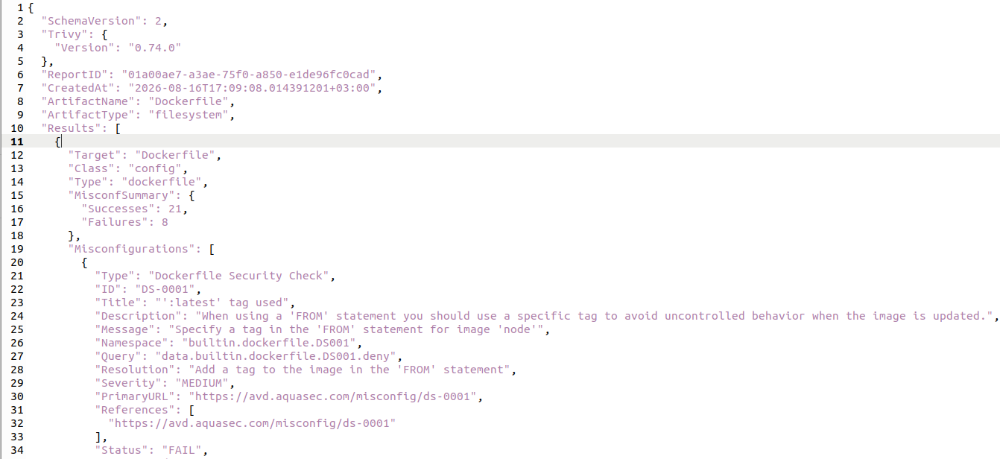 1 {
2   "SchemaVersion": 2,
3   "Trivy": {
4     "Version": "0.74.0"
5   },
6   "ReportID": "01a00ae7-a3ae-75f0-a850-e1de96fc0cad",
7   "CreatedAt": "2026-08-16T17:09:08.014391201+03:00",
8   "ArtifactName": "Dockerfile",
9   "ArtifactType": "filesystem",
10   "Results": [
11     {
12       "Target": "Dockerfile",
13       "Class": "config",
14       "Type": "dockerfile",
15       "MisconfSummary": {
16         "Successes": 21,
17         "Failures": 8
18       },
19       "Misconfigurations": [
20         {
21           "Type": "Dockerfile Security Check",
22           "ID": "DS-0001",
23           "Title": "':latest' tag used",
24           "Description": "When using a 'FROM' statement you should use a specific tag to avoid uncontrolled behavior when the image is updated.",
25           "Message": "Specify a tag in the 'FROM' statement for image 'node'",
26           "Namespace": "builtin.dockerfile.DS001",
27           "Query": "data.builtin.dockerfile.DS001.deny",
28           "Resolution": "Add a tag to the image in the 'FROM' statement",
29           "Severity": "MEDIUM",
30           "PrimaryURL": "https://avd.aquasec.com/misconfig/ds-0001",
31           "References": [
32             "https://avd.aquasec.com/misconfig/ds-0001"
33           ],
34           "Status": "FAIL",